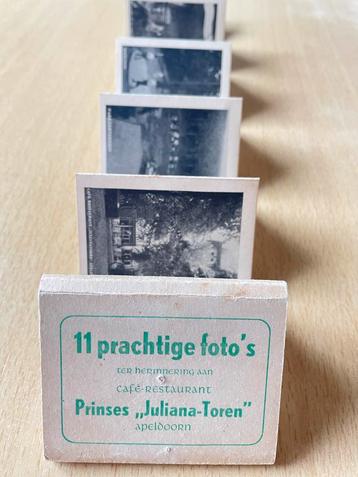 11 prachtige foto's
ter herinnering aan
café-restaurant
Prinses „Juliana-Toren"
apeldoorn